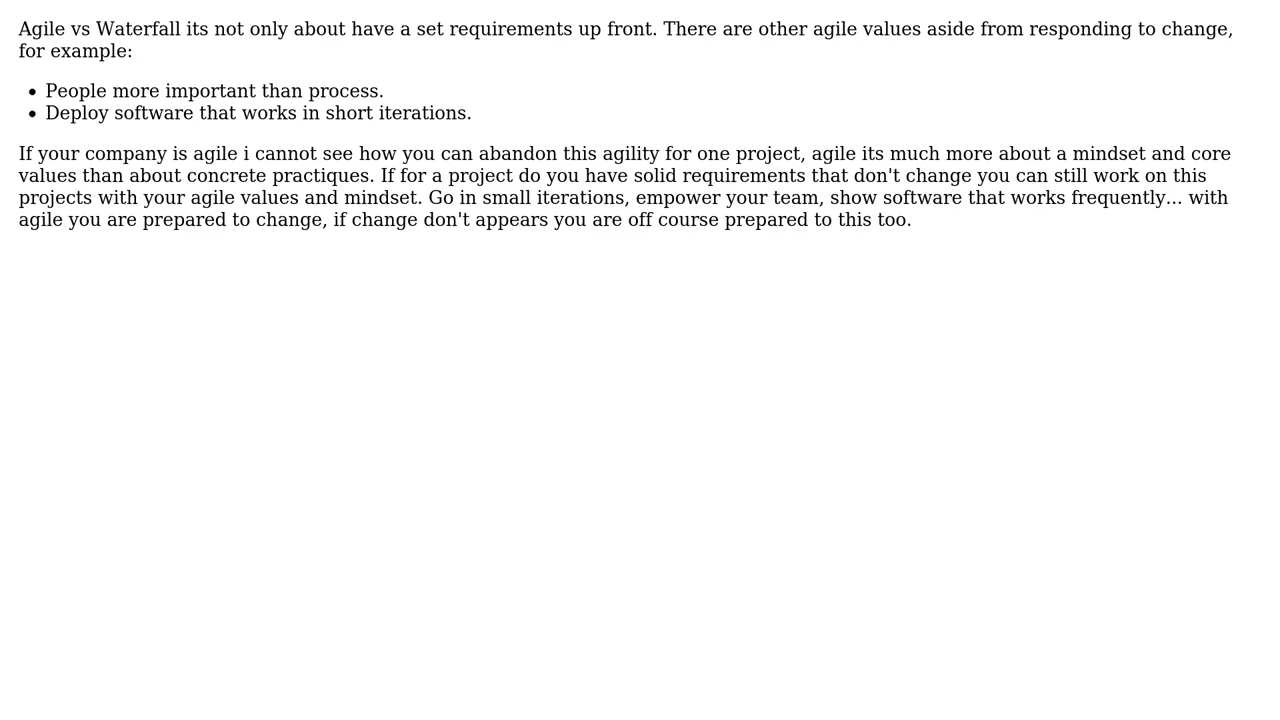 Agile vs Waterfall its not only about have a set requirements up front. There are other agile values aside from responding to change,
for example:
• People more important than process.
• Deploy software that works in short iterations.
If your company is agile i cannot see how you can abandon this agility for one project, agile its much more about a mindset and core
values than about concrete practiques. If for a project do you have solid requirements that don't change you can still work on this
projects with your agile values and mindset. Go in small iterations, empower your team, show software that works frequently... with
agile you are prepared to change, if change don't appears you are off course prepared to this too.